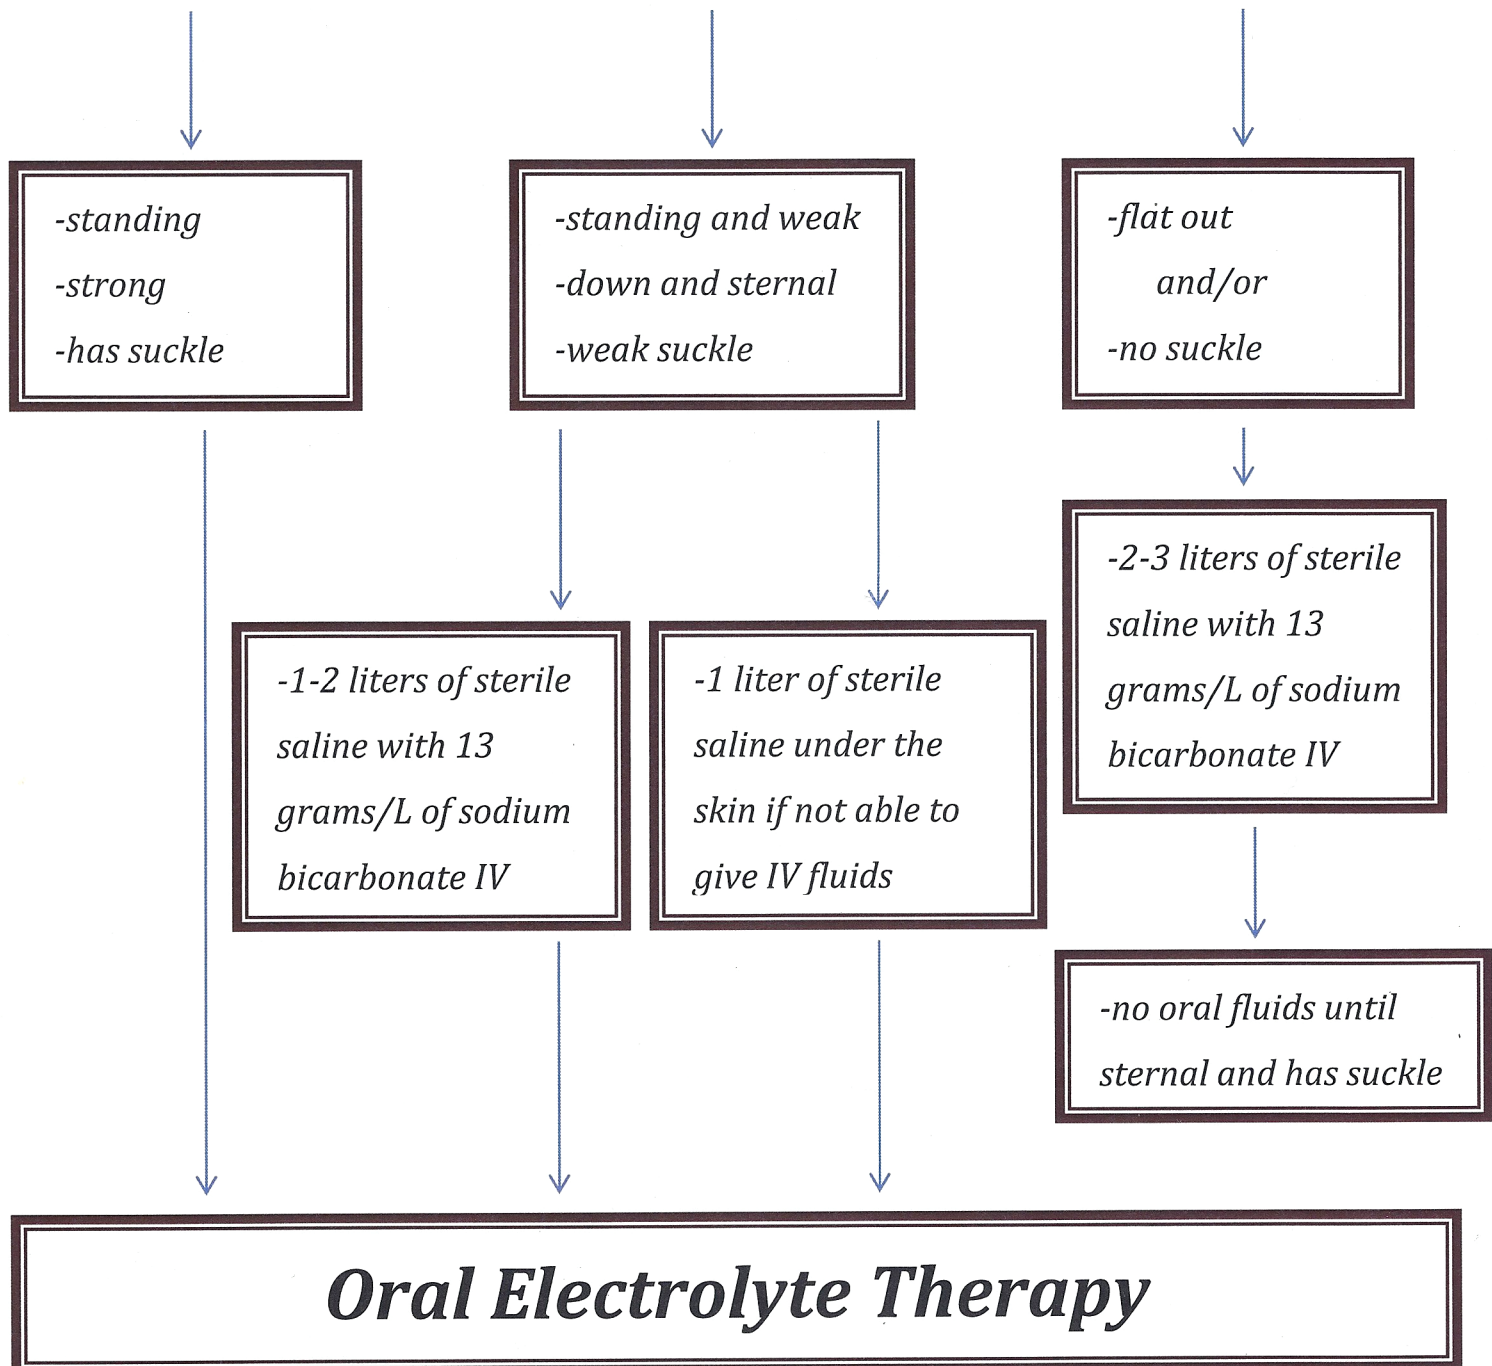 -standing
-strong
-has suckle
-standing and weak
-down and sternal
-weak suckle
-flat out
and/or
-no suckle
-1-2 liters of sterile
saline with 13
grams/L of sodium
bicarbonate IV
-1 liter of sterile
saline under the
skin if not able to
give IV fluids
-2-3 liters of sterile
saline with 13
grams/L of sodium
bicarbonate IV
-no oral fluids until
sternal and has suckle
Oral Electrolyte Therapy